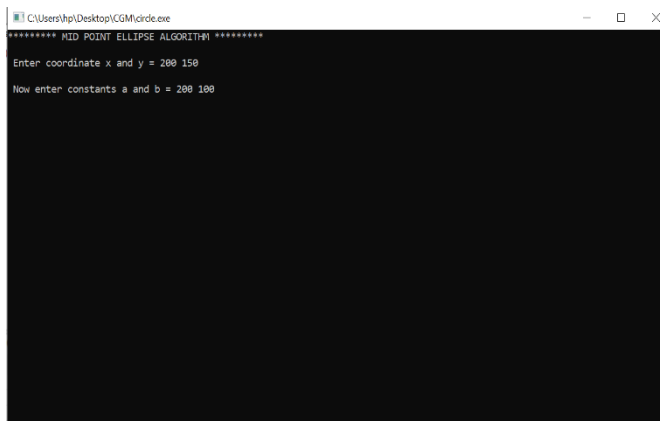 C:\Users\hp\Desktop\CGM\circle.exe
********* MID POINT ELLIPSE ALGORITHM *********
Enter coordinate x and y = 200 150
Now enter constants a and b = 200 100